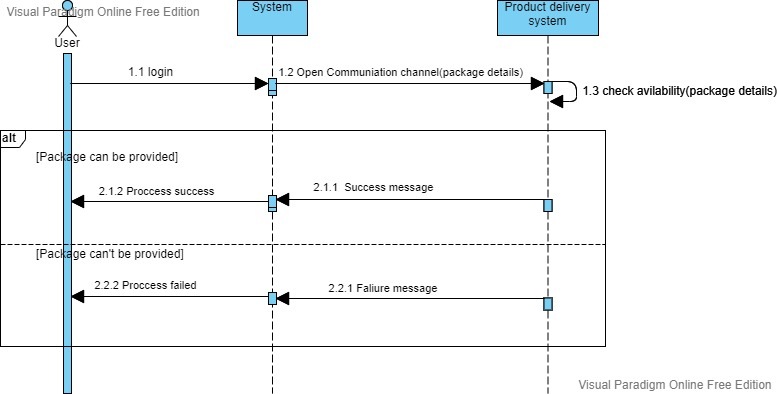 Visual Paradigm Online Free Edition
User
System
Product delivery
system
1.1 login
1.2 Open Communiation channel(package details)
1.3 check avilability(package details)
alt
[Package can be provided]
2.1.2 Proccess success
2.1.1 Success message
[Package can't be provided]
2.2.2 Proccess failed
2.2.1 Faliure message
Visual Paradigm Online Free Edition